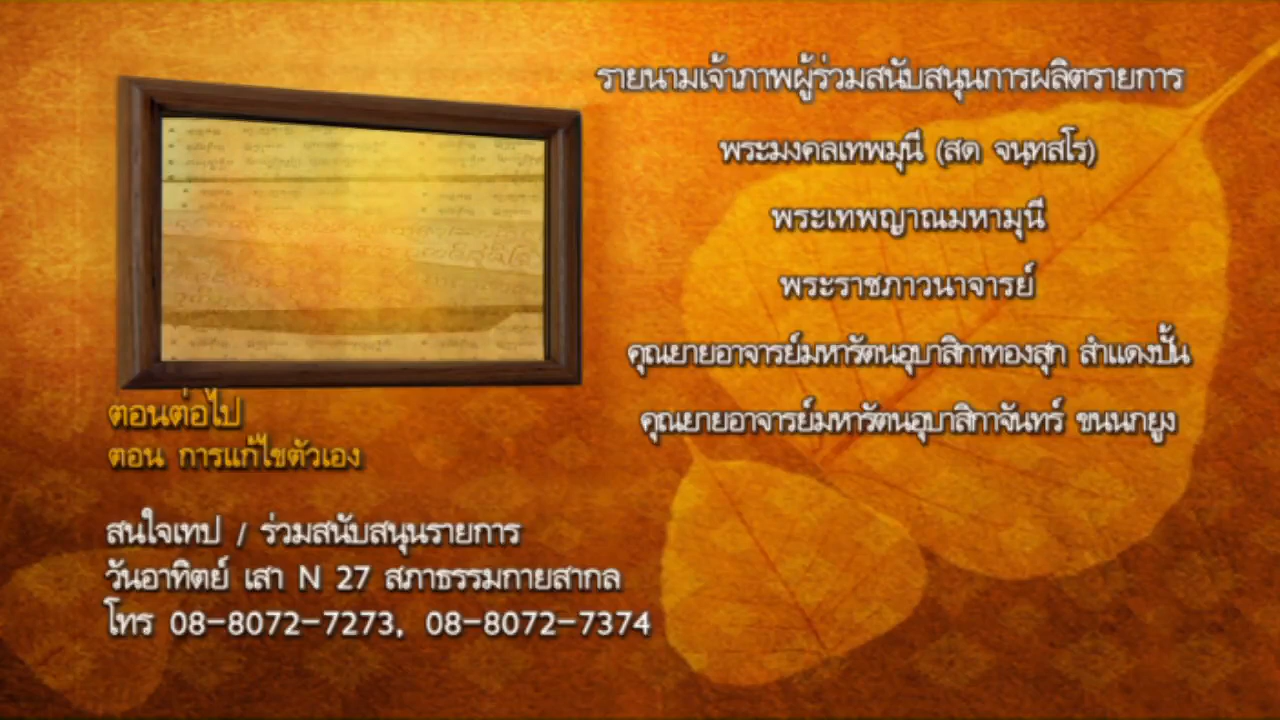 รายนามเจ้าภาพผู้ร่วมสนับสนุนการผลิตรายการ
พระมงคลเทพมุนี (สด จนฺทสโร)
พระเทพญาณมหามุนี
พระราชภาวนาจารย์
คุณยายอาจารย์มหารัตนอุบาสิกาทองสุก สำแดงปั้น
คุณยายอาจารย์มหารัตนอุบาสิกาจันทร์ ขนนกยูง
ตอนต่อไป
ตอน การแก้ไขตัวเอง
สนใจเทป / ร่วมสนับสนุนรายการ
วันอาทิตย์ เสา N 27 สภาธรรมกายสากล
โทร 08-8072-7273, 08-8072-7374